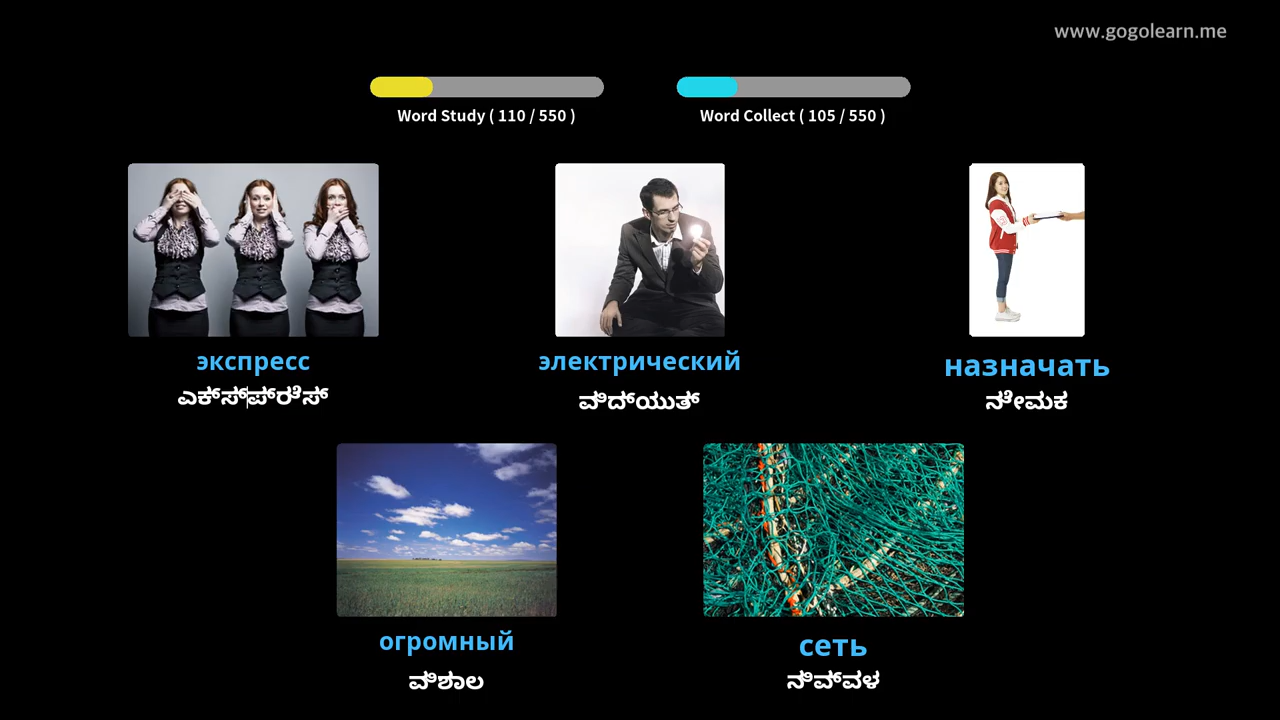 www.gogolearn.me
Word Study ( 110 / 550 )
Word Collect ( 105 / 550 )
экспресс
ಎಕ್ಸ್‌ಪ್ರೆಸ್
электрический
ವಿದ್ಯುತ್
назначать
ನೇಮಕ
огромный
ವಿಶಾಲ
сеть
ನಿವ್ವಳ